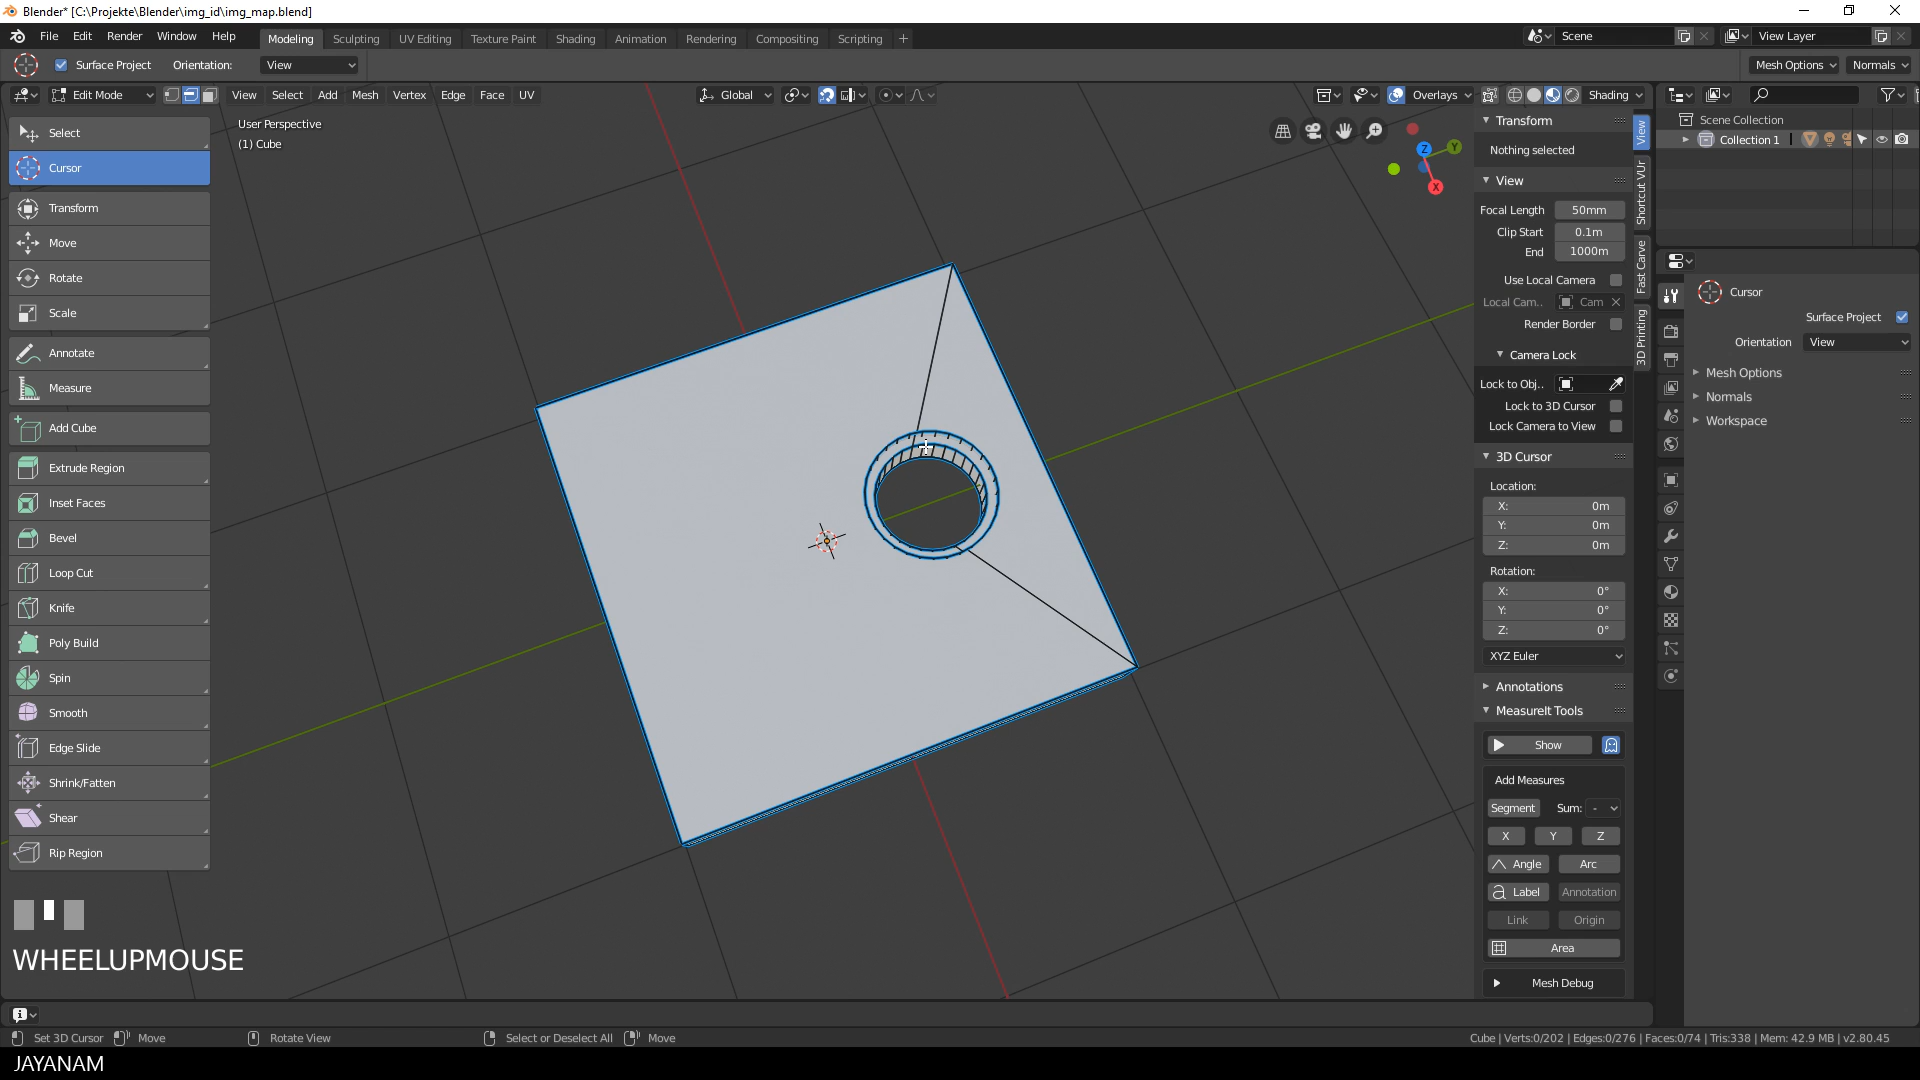 Blender* [C:\Projekte\Blender\img_id\img_map.blend]
File Edit Render Window Help
Modeling Sculpting UV Editing Texture Paint Shading Animation Rendering Compositing Scripting
Scene
View Layer
Surface Project Orientation: View
Mesh Options Normals
Edit Mode View Select Add Mesh Vertex Edge Face UV
Global
Overlays
Shading
Select
Cursor
Transform
Move
Rotate
Scale
Annotate
Measure
Add Cube
Extrude Region
Inset Faces
Bevel
Loop Cut
Knife
Poly Build
Spin
Smooth
Edge Slide
Shrink/Fatten
Shear
Rip Region
User Perspective
(1) Cube
Z
Y
X
Transform
Nothing selected
View
Focal Length 50mm
Clip Start 0.1m
End 1000m
Use Local Camera
Local Cam.. Cam
Render Border
Camera Lock
Lock to Obj..
Lock to 3D Cursor
Lock Camera to View
3D Cursor
Location:
X: 0m
Y: 0m
Z: 0m
Rotation:
X: 0°
Y: 0°
Z: 0°
XYZ Euler
Annotations
MeasureIt Tools
Show
Add Measures
Segment Sum: -
X Y Z
Angle Arc
Label Annotation
Link Origin
Area
Mesh Debug
View
Shortcut VUr
Fast Carve
3D Printing
Scene Collection
Collection 1
Cursor
Surface Project
Orientation View
Mesh Options
Normals
Workspace
WHEELUPMOUSE
Set 3D Cursor Move Rotate View Select or Deselect All Move
Cube | Verts:0/202 | Edges:0/276 | Faces:0/74 | Tris:338 | Mem: 42.9 MB | v2.80.45
JAYANAM